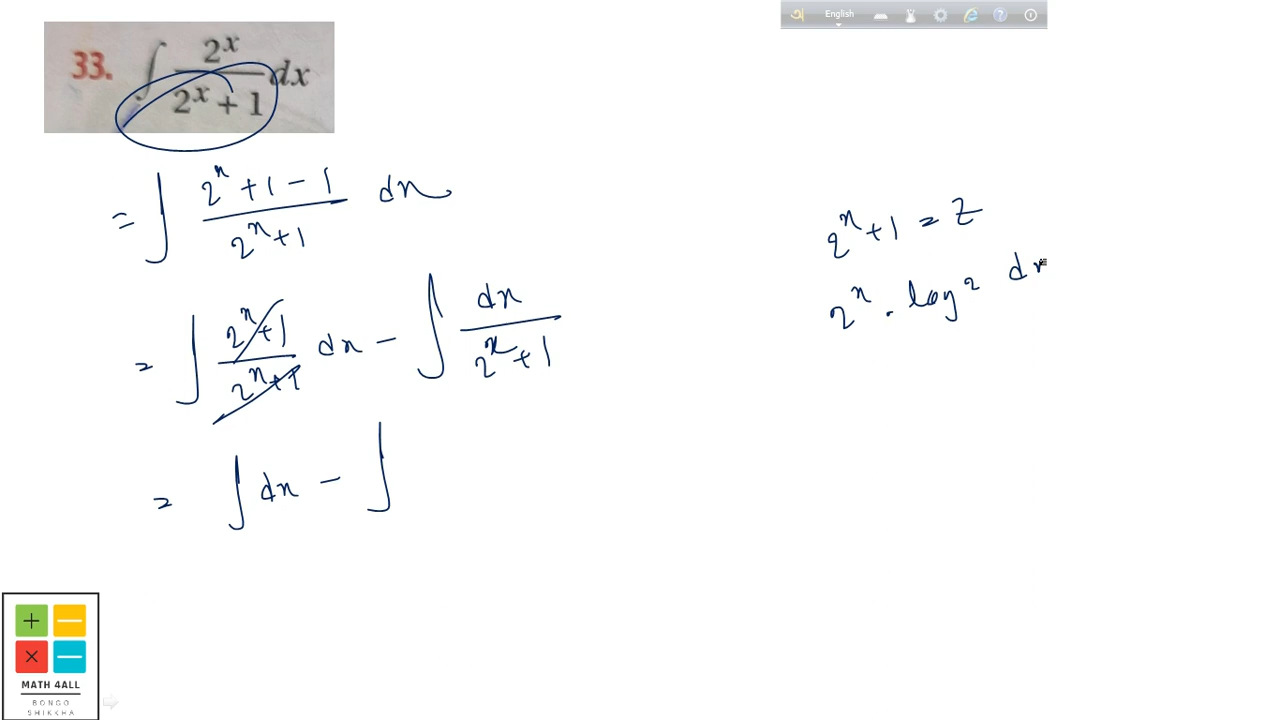 অ English
33. ∫ 2^x / (2^x + 1) dx
= ∫ (2^x + 1 − 1) / (2^x + 1) dx
= ∫ (2^x + 1) / (2^x + 1) dx − ∫ dx / (2^x + 1)
= ∫ dx − ∫
2^x + 1 = z
2^x . log 2 dx
MATH 4ALL
BONGO
SHIKKHA